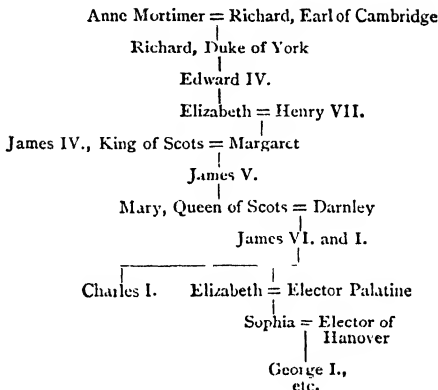 Anne Mortimer = Richard, Earl of Cambridge
Richard, Duke of York
Edward IV.
Elizabeth = Henry VII.
James IV., King of Scots = Margaret
James V.
Mary, Queen of Scots = Darnley
James VI. and I.
Charles I. Elizabeth = Elector Palatine
Sophia = Elector of
Hanover
George I.,
etc.